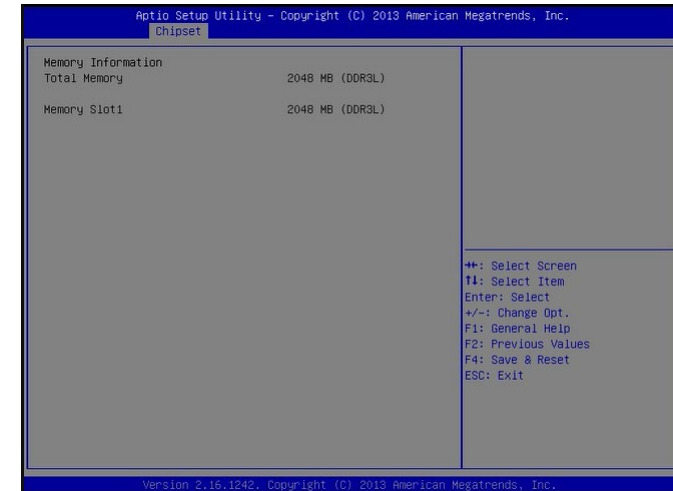 Aptio Setup Utility – Copyright (C) 2013 American Megatrends, Inc.
Chipset
Memory Information
Total Memory 2048 MB (DDR3L)
Memory Slot1 2048 MB (DDR3L)
→←: Select Screen
↑↓: Select Item
Enter: Select
+/-: Change Opt.
F1: General Help
F2: Previous Values
F4: Save & Reset
ESC: Exit
Version 2.16.1242. Copyright (C) 2013 American Megatrends, Inc.